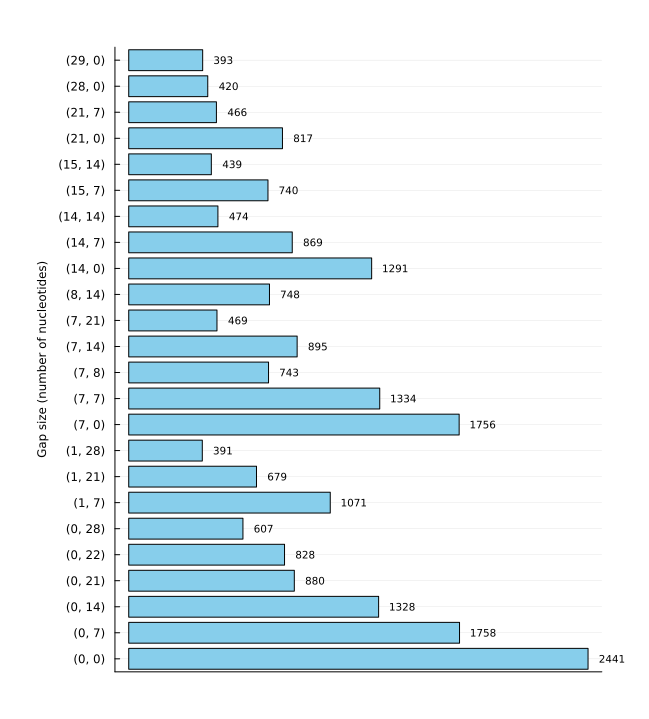 (29, 0) 393
(28, 0) 420
(21, 7) 466
(21, 0) 817
(15, 14) 439
(15, 7) 740
(14, 14) 474
(14, 7) 869
(14, 0) 1291
(8, 14) 748
(7, 21) 469
(7, 14) 895
(7, 8) 743
(7, 7) 1334
(7, 0) 1756
(1, 28) 391
(1, 21) 679
(1, 7) 1071
(0, 28) 607
(0, 22) 828
(0, 21) 880
(0, 14) 1328
(0, 7) 1758
(0, 0) 2441
Gap size (number of nucleotides)